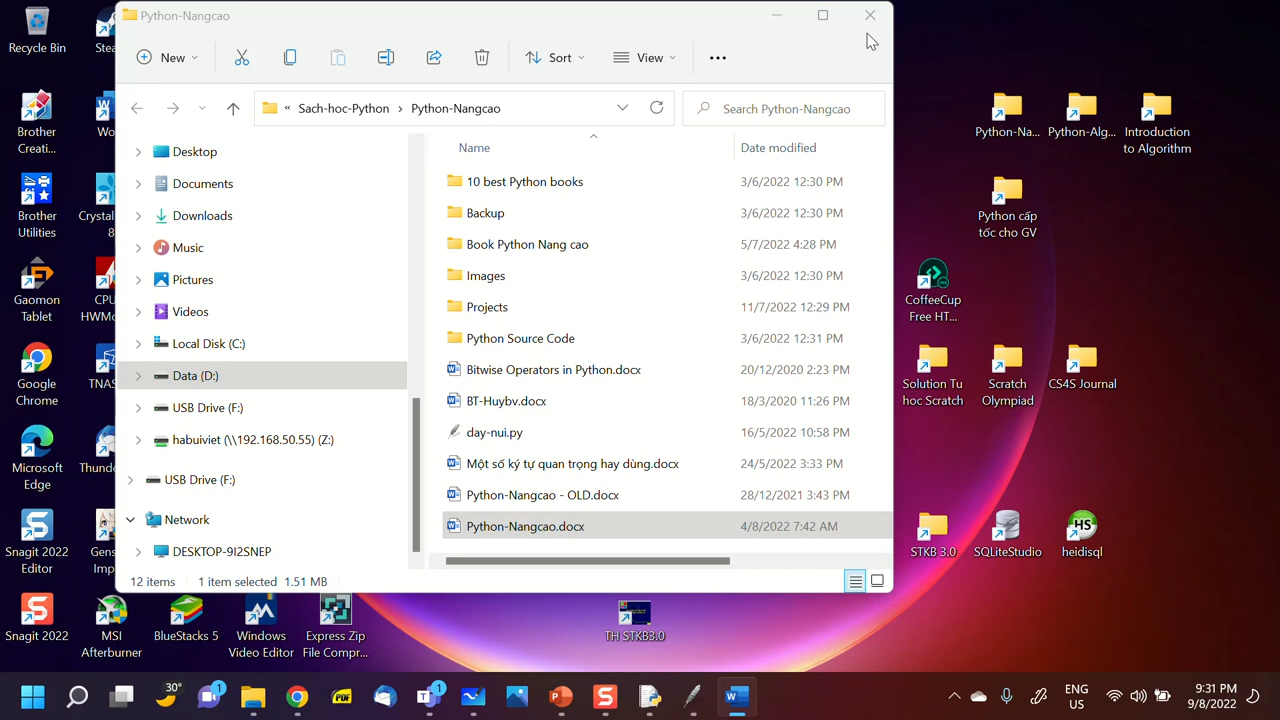 Python-Nangcao
New
Sort
View
« Sach-hoc-Python > Python-Nangcao
Search Python-Nangcao
Name
Date modified
Desktop
Documents
Downloads
Music
Pictures
Videos
Local Disk (C:)
Data (D:)
USB Drive (F:)
habuiviet (\\192.168.50.55) (Z:)
USB Drive (F:)
Network
DESKTOP-9I2SNEP
10 best Python books 3/6/2022 12:30 PM
Backup 3/6/2022 12:30 PM
Book Python Nang cao 5/7/2022 4:28 PM
Images 3/6/2022 12:30 PM
Projects 11/7/2022 12:29 PM
Python Source Code 3/6/2022 12:31 PM
Bitwise Operators in Python.docx 20/12/2020 2:23 PM
BT-Huybv.docx 18/3/2020 11:26 PM
day-nui.py 16/5/2022 10:58 PM
Một số ký tự quan trọng hay dùng.docx 24/5/2022 3:33 PM
Python-Nangcao - OLD.docx 28/12/2021 3:43 PM
Python-Nangcao.docx 4/8/2022 7:42 AM
12 items 1 item selected 1.51 MB
Recycle Bin
Stea
Brother
Creati...
Wo
Brother
Utilities
Crystal
8
Gaomon
Tablet
CPU
HWMo
Google
Chrome
TNAS
Microsoft
Edge
Thunde
Snagit 2022
Editor
Gens
Imp
Snagit 2022
MSI
Afterburner
BlueStacks 5
Windows
Video Editor
Express Zip
File Compr...
TH STKB3.0
Python-Na...
Python-Alg...
Introduction
to Algorithm
Python cấp
tốc cho GV
CoffeeCup
Free HT...
Solution Tu
hoc Scratch
Scratch
Olympiad
CS4S Journal
STKB 3.0
SQLiteStudio
HS
heidisql
30°
1
PDF
1
ENG
US
9:31 PM
9/8/2022